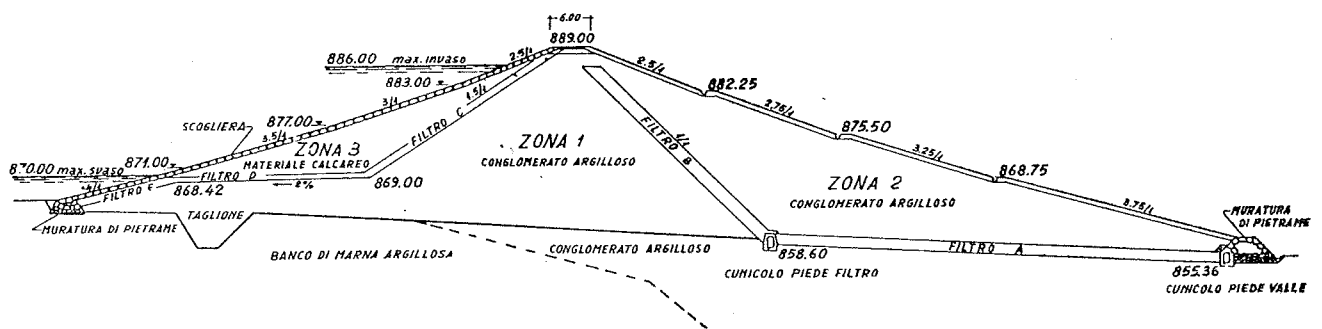 6.00
889.00
886.00 max. invaso
2.5/1
883.00
3/1
1.5/1
FILTRO C
877.00
SCOGLIERA
3.5/1
ZONA 3
MATERIALE CALCAREO
870.00 max. svaso
871.00
FILTRO D
2%
869.00
868.42
FILTRO E
MURATURA DI PIETRAME
TAGLIONE
BANCO DI MARNA ARGILLOSA
ZONA 1
CONGLOMERATO ARGILLOSO
1/1
FILTRO B
2.5/1
882.25
2.75/1
875.50
3.25/1
868.75
3.75/1
ZONA 2
CONGLOMERATO ARGILLOSO
MURATURA
DI PIETRAME
CONGLOMERATO ARGILLOSO
858.60
CUNICOLO PIEDE FILTRO
FILTRO A
855.36
CUNICOLO PIEDE VALLE